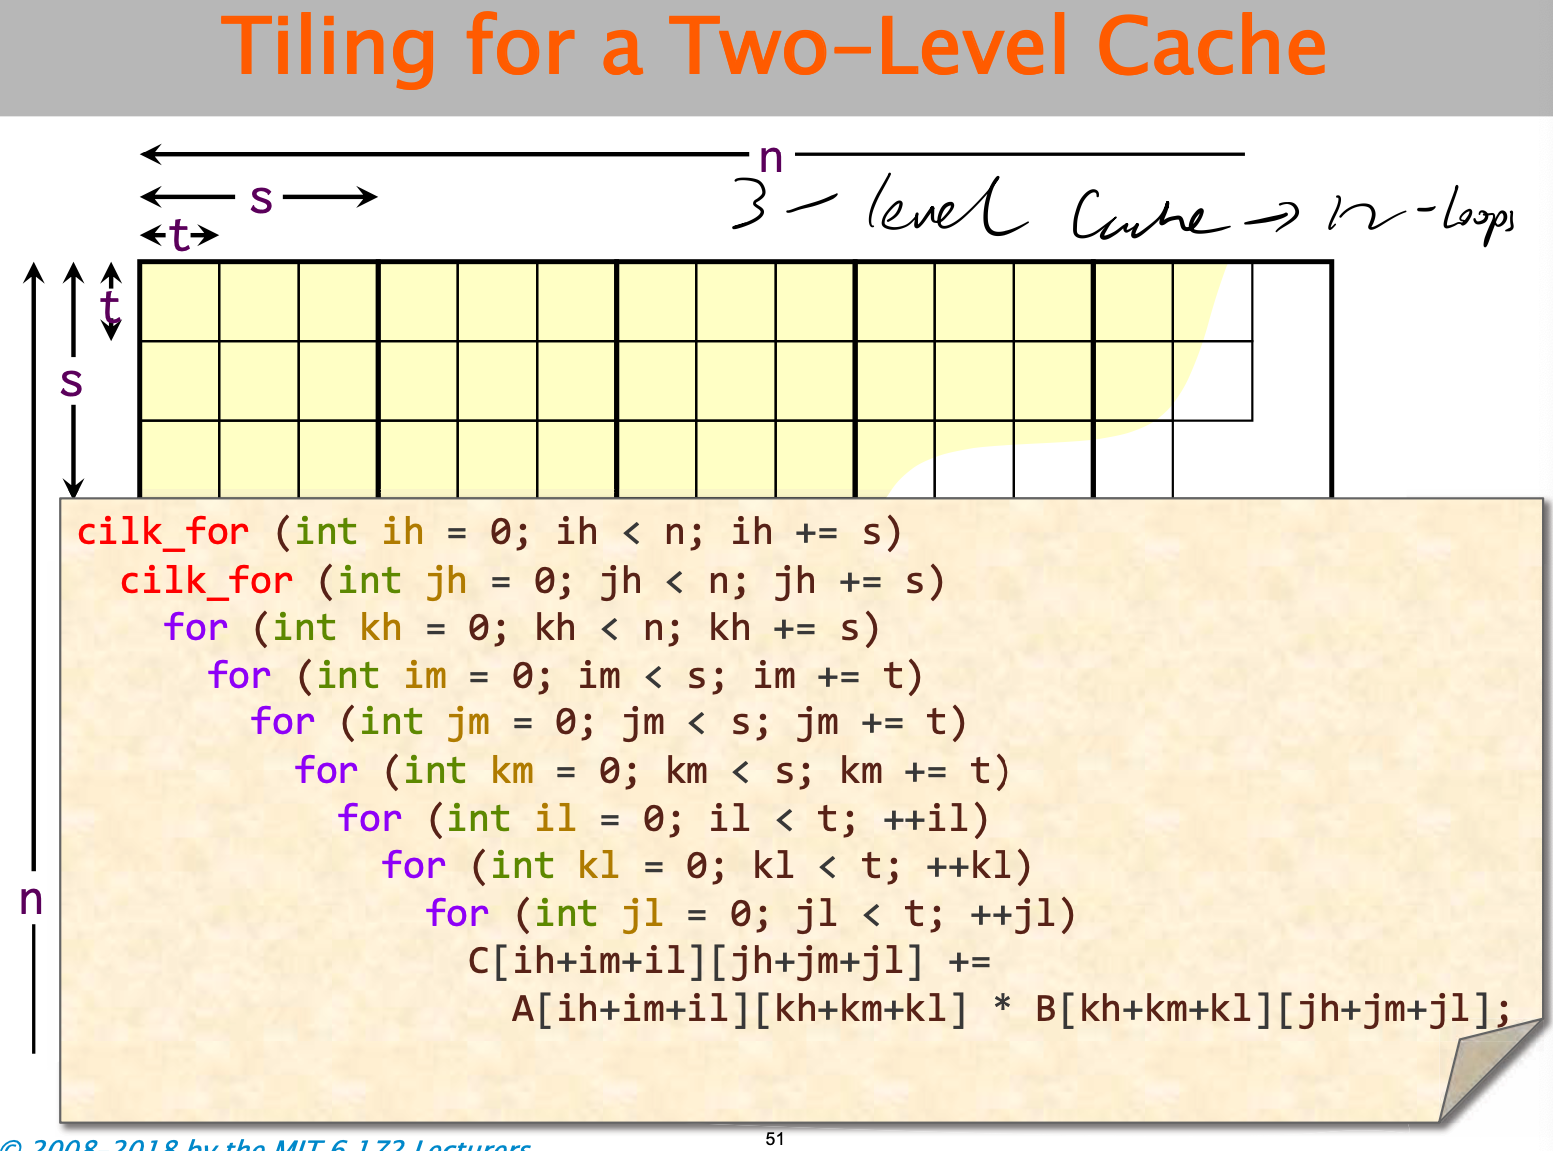 Tiling for a Two-Level Cache
n
s
t
3 - level Cache → 12 - Loops
t
s
n
cilk_for (int ih = 0; ih < n; ih += s)
cilk_for (int jh = 0; jh < n; jh += s)
for (int kh = 0; kh < n; kh += s)
for (int im = 0; im < s; im += t)
for (int jm = 0; jm < s; jm += t)
for (int km = 0; km < s; km += t)
for (int il = 0; il < t; ++il)
for (int kl = 0; kl < t; ++kl)
for (int jl = 0; jl < t; ++jl)
C[ih+im+il][jh+jm+jl] +=
A[ih+im+il][kh+km+kl] * B[kh+km+kl][jh+jm+jl];
© 2008-2018 by the MIT 6.172 Lecturers
51